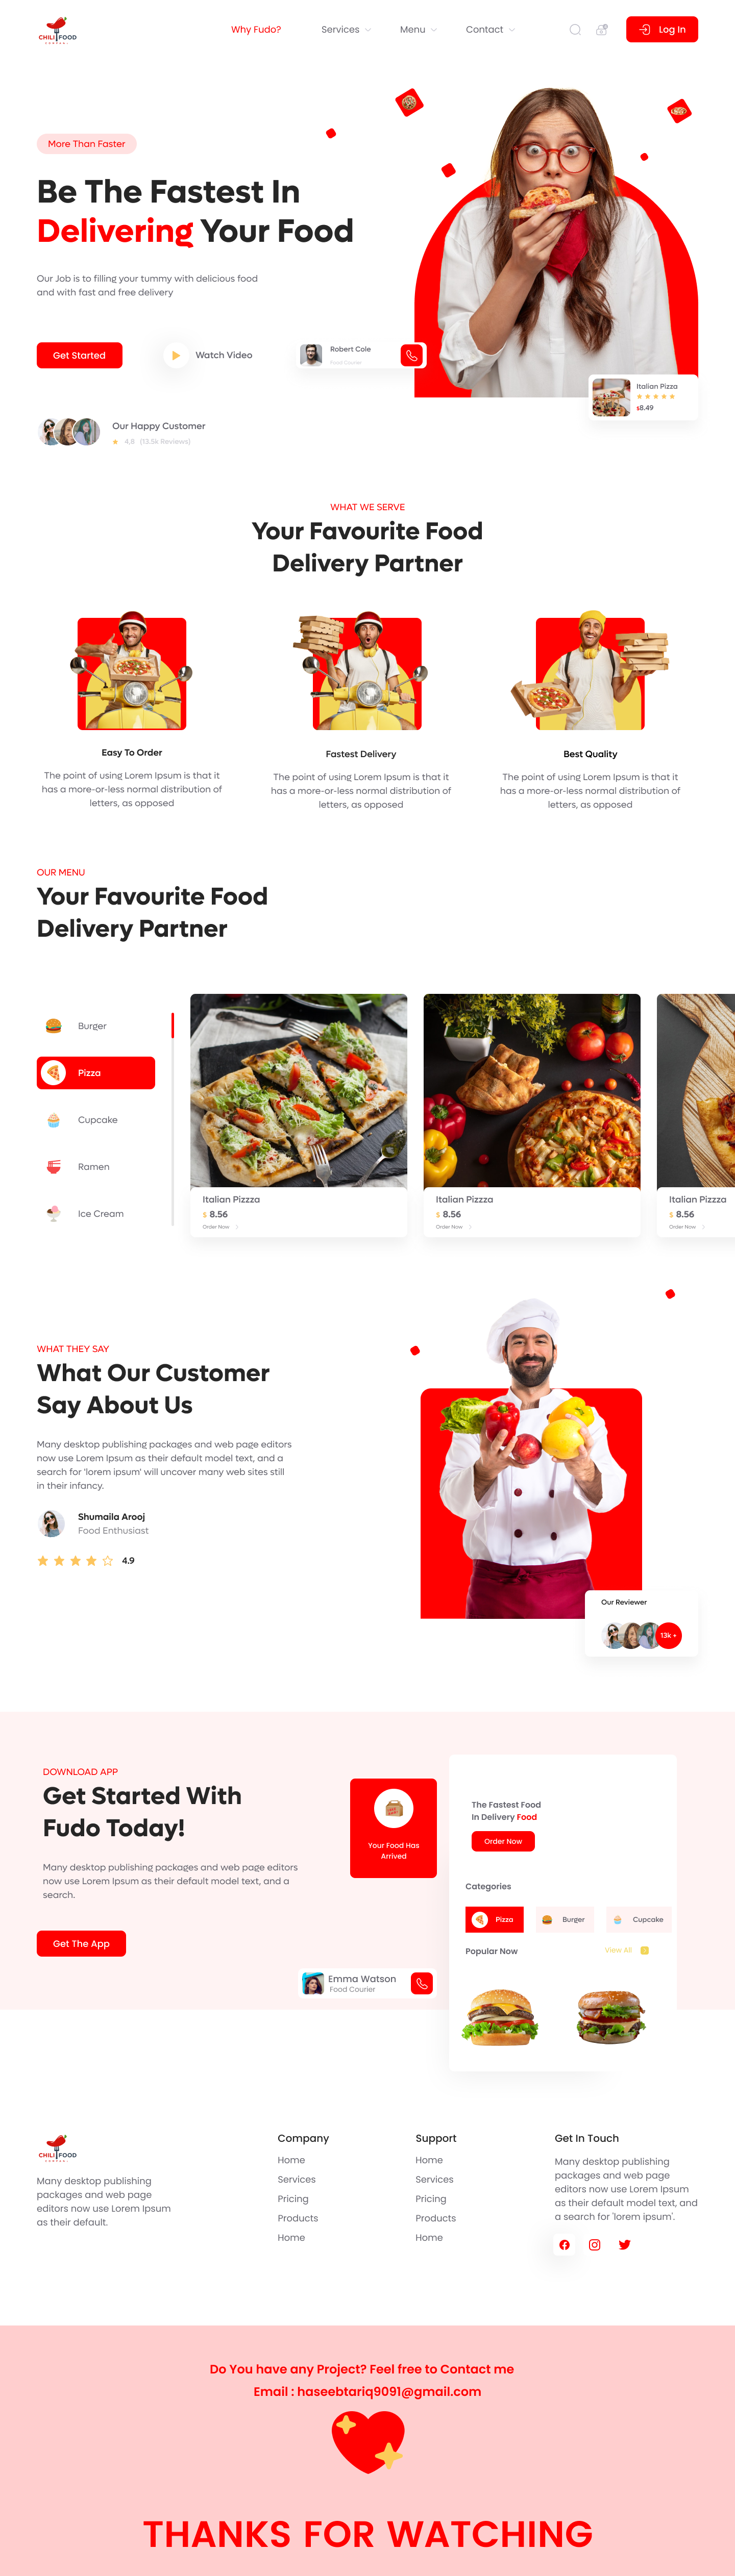 CHILI FOOD
COMPANY
Why Fudo?
Services
Menu
Contact
Log In
More Than Faster
Be The Fastest In
Delivering Your Food
Our Job is to filling your tummy with delicious food
and with fast and free delivery
Get Started
Watch Video
Robert Cole
Food Courier
Italian Pizza
$8.49
Our Happy Customer
4,8 (13.5k Reviews)
WHAT WE SERVE
Your Favourite Food
Delivery Partner
Easy To Order
The point of using Lorem Ipsum is that it
has a more-or-less normal distribution of
letters, as opposed
Fastest Delivery
The point of using Lorem Ipsum is that it
has a more-or-less normal distribution of
letters, as opposed
Best Quality
The point of using Lorem Ipsum is that it
has a more-or-less normal distribution of
letters, as opposed
OUR MENU
Your Favourite Food
Delivery Partner
Burger
Pizza
Cupcake
Ramen
Ice Cream
Italian Pizzza
$ 8.56
Order Now
Italian Pizzza
$ 8.56
Order Now
Italian Pizzza
$ 8.56
Order Now
WHAT THEY SAY
What Our Customer
Say About Us
Many desktop publishing packages and web page editors
now use Lorem Ipsum as their default model text, and a
search for 'lorem ipsum' will uncover many web sites still
in their infancy.
Shumaila Arooj
Food Enthusiast
4.9
Our Reviewer
13k +
DOWNLOAD APP
Get Started With
Fudo Today!
Many desktop publishing packages and web page editors
now use Lorem Ipsum as their default model text, and a
search.
Get The App
Your Food Has
Arrived
Emma Watson
Food Courier
The Fastest Food
In Delivery Food
Order Now
Categories
Pizza
Burger
Cupcake
Popular Now
View All
CHILI FOOD
COMPANY
Many desktop publishing
packages and web page
editors now use Lorem Ipsum
as their default.
Company
Home
Services
Pricing
Products
Home
Support
Home
Services
Pricing
Products
Home
Get In Touch
Many desktop publishing
packages and web page
editors now use Lorem Ipsum
as their default model text, and
a search for 'lorem ipsum'.
Do You have any Project? Feel free to Contact me
Email : haseebtariq9091@gmail.com
THANKS FOR WATCHING